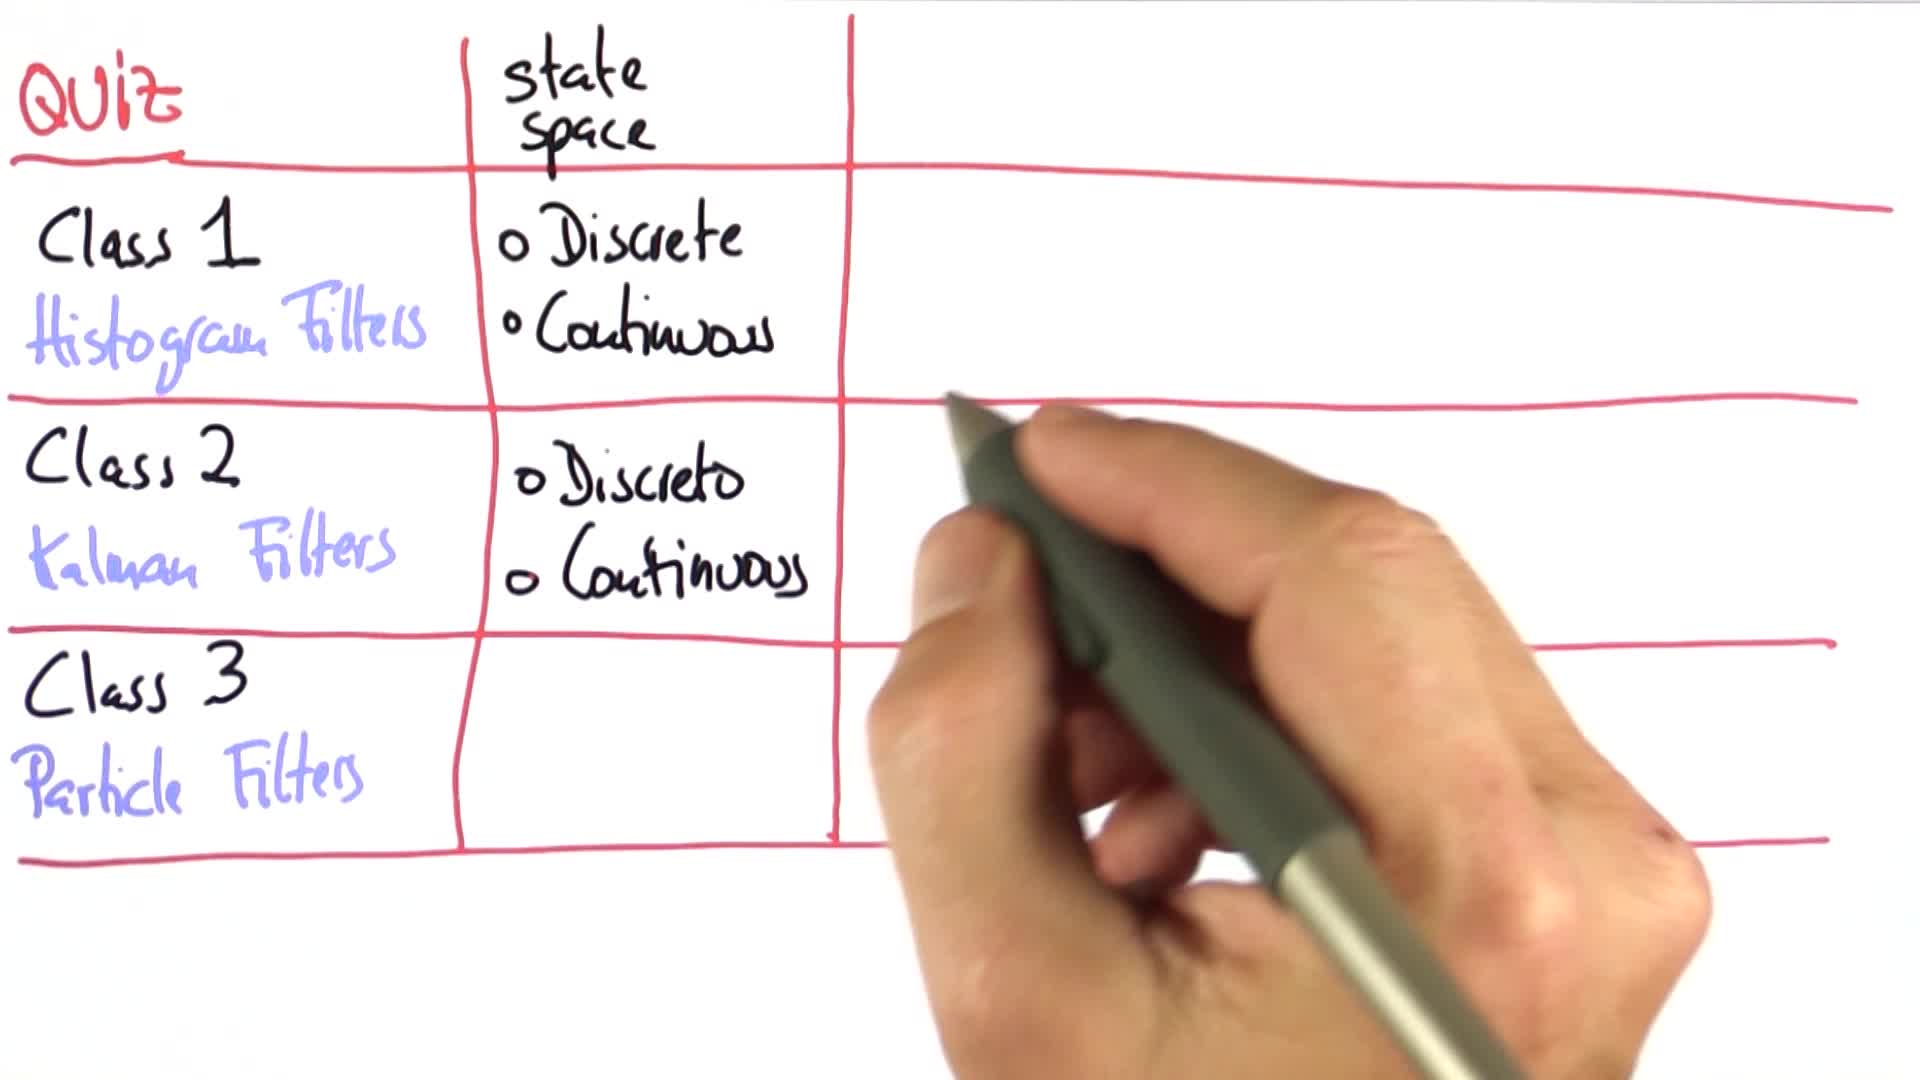 QUiz
state
space
Class 1
Histogram Filters
o Discrete
o Continuous
Class 2
Kalman Filters
o Discrete
o Continuous
Class 3
Particle Filters